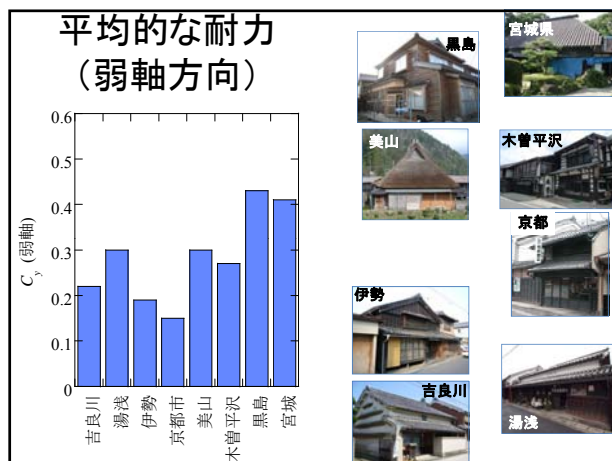 平均的な耐力
（弱軸方向）
0.6
0.5
0.4
0.3
0.2
0.1
0
C_y (弱軸)
吉良川
湯浅
伊勢
京都市
美山
木曽平沢
黒島
宮城
黒島
宮城県
美山
木曽平沢
京都
伊勢
吉良川
湯浅